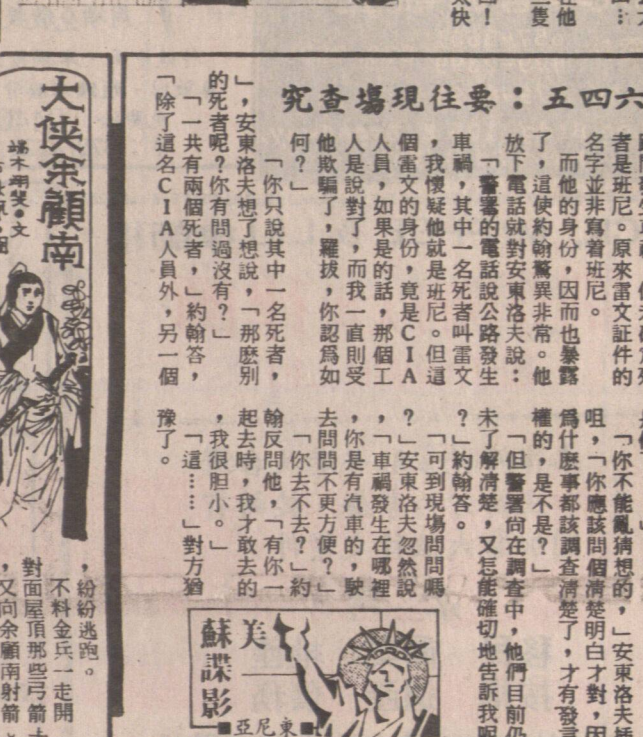 六四五：要往現塲查究
者是班尼。原來雷文証件的
名字並非寫着班尼。
而他的身份，因而也暴露
了，這使約翰驚異非常。他
放下電話就對安東洛夫說：
「警署的電話說公路發生
車禍，其中一名死者叫雷文
，我懷疑他就是班尼。但這
個雷文的身份，竟是CIA
人員，如果是的話，那個工
人是說對了，而我一直則受
他欺騙了，羅拔，你認爲如
何？」
「你只說其中一名死者，
」，安東洛夫想了想說，「那麽別
的死者呢？你有問過沒有？」
「一共有兩個死者，」約翰答，
「除了這名CIA人員外，另一個
「你不能亂猜想的，」安東洛夫插
咀，「你應該問個清楚明白才對，因
爲什麽事都該調查清楚了，才有發言
權的，是不是？」
「但警署尙在調查中，他們目前仍
未了解清楚，又怎能確切地告訴我呢
？」約翰答。
「可到現場問問嗎
？」安東洛夫忽然說
，「車禍發生在哪裡
，你是有汽車的，駛
去問問不更方便？」
「你去不去？」約
翰反問他，「有你一
起去時，我才敢去的
，我很胆小。」
「這……」對方猶
豫了。
美
蘇諜影
■東尼亞■
大俠余顧南
，紛紛逃跑。
不料金兵一走開
對面屋頂那些弓箭
，又向余顧南射箭